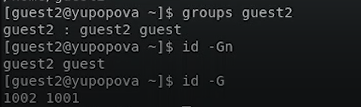 [guest2@yupopova ~]$ groups guest2
guest2 : guest2 guest
[guest2@yupopova ~]$ id -Gn
guest2 guest
[guest2@yupopova ~]$ id -G
1002 1001